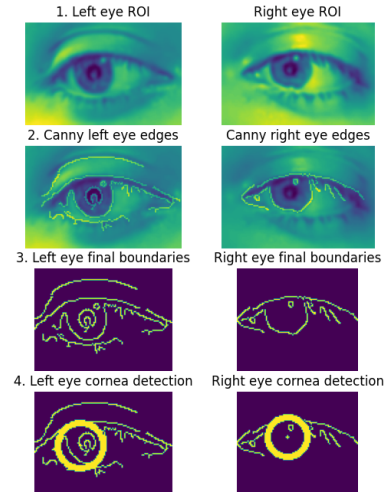 1. Left eye ROI
Right eye ROI
2. Canny left eye edges
Canny right eye edges
3. Left eye final boundaries
Right eye final boundaries
4. Left eye cornea detection
Right eye cornea detection